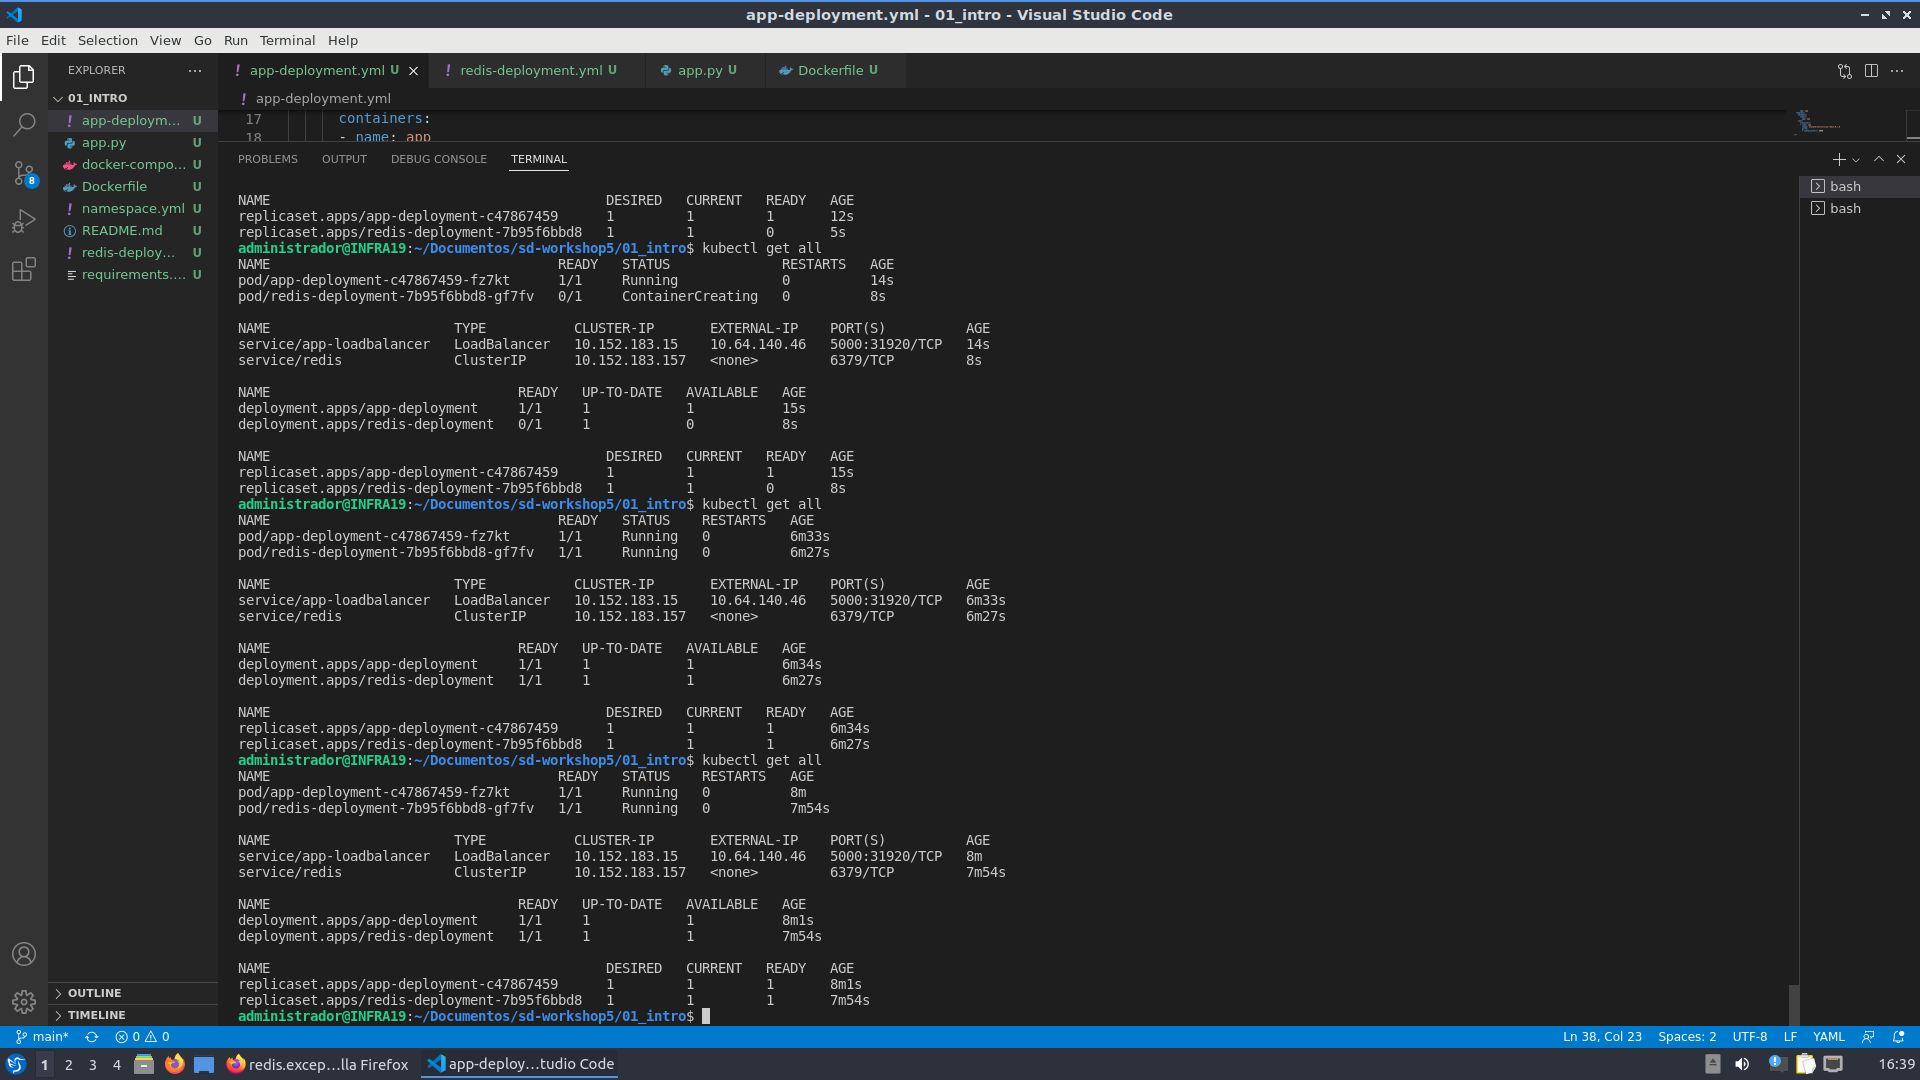 app-deployment.yml - 01_intro - Visual Studio Code
File Edit Selection View Go Run Terminal Help
EXPLORER
01_INTRO
app-deploym... U
app.py U
docker-compo... U
Dockerfile U
namespace.yml U
README.md U
redis-deploy... U
requirements.... U
OUTLINE
TIMELINE
app-deployment.yml U redis-deployment.yml U app.py U Dockerfile U
app-deployment.yml
17 containers:
18 - name: app
PROBLEMS OUTPUT DEBUG CONSOLE TERMINAL
bash
bash
NAME DESIRED CURRENT READY AGE
replicaset.apps/app-deployment-c47867459 1 1 1 12s
replicaset.apps/redis-deployment-7b95f6bbd8 1 1 0 5s
administrador@INFRA19:~/Documentos/sd-workshop5/01_intro$ kubectl get all
NAME READY STATUS RESTARTS AGE
pod/app-deployment-c47867459-fz7kt 1/1 Running 0 14s
pod/redis-deployment-7b95f6bbd8-gf7fv 0/1 ContainerCreating 0 8s
NAME TYPE CLUSTER-IP EXTERNAL-IP PORT(S) AGE
service/app-loadbalancer LoadBalancer 10.152.183.15 10.64.140.46 5000:31920/TCP 14s
service/redis ClusterIP 10.152.183.157 <none> 6379/TCP 8s
NAME READY UP-TO-DATE AVAILABLE AGE
deployment.apps/app-deployment 1/1 1 1 15s
deployment.apps/redis-deployment 0/1 1 0 8s
NAME DESIRED CURRENT READY AGE
replicaset.apps/app-deployment-c47867459 1 1 1 15s
replicaset.apps/redis-deployment-7b95f6bbd8 1 1 0 8s
administrador@INFRA19:~/Documentos/sd-workshop5/01_intro$ kubectl get all
NAME READY STATUS RESTARTS AGE
pod/app-deployment-c47867459-fz7kt 1/1 Running 0 6m33s
pod/redis-deployment-7b95f6bbd8-gf7fv 1/1 Running 0 6m27s
NAME TYPE CLUSTER-IP EXTERNAL-IP PORT(S) AGE
service/app-loadbalancer LoadBalancer 10.152.183.15 10.64.140.46 5000:31920/TCP 6m33s
service/redis ClusterIP 10.152.183.157 <none> 6379/TCP 6m27s
NAME READY UP-TO-DATE AVAILABLE AGE
deployment.apps/app-deployment 1/1 1 1 6m34s
deployment.apps/redis-deployment 1/1 1 1 6m27s
NAME DESIRED CURRENT READY AGE
replicaset.apps/app-deployment-c47867459 1 1 1 6m34s
replicaset.apps/redis-deployment-7b95f6bbd8 1 1 1 6m27s
administrador@INFRA19:~/Documentos/sd-workshop5/01_intro$ kubectl get all
NAME READY STATUS RESTARTS AGE
pod/app-deployment-c47867459-fz7kt 1/1 Running 0 8m
pod/redis-deployment-7b95f6bbd8-gf7fv 1/1 Running 0 7m54s
NAME TYPE CLUSTER-IP EXTERNAL-IP PORT(S) AGE
service/app-loadbalancer LoadBalancer 10.152.183.15 10.64.140.46 5000:31920/TCP 8m
service/redis ClusterIP 10.152.183.157 <none> 6379/TCP 7m54s
NAME READY UP-TO-DATE AVAILABLE AGE
deployment.apps/app-deployment 1/1 1 1 8m1s
deployment.apps/redis-deployment 1/1 1 1 7m54s
NAME DESIRED CURRENT READY AGE
replicaset.apps/app-deployment-c47867459 1 1 1 8m1s
replicaset.apps/redis-deployment-7b95f6bbd8 1 1 1 7m54s
administrador@INFRA19:~/Documentos/sd-workshop5/01_intro$
8
main* 0 0 Ln 38, Col 23 Spaces: 2 UTF-8 LF YAML
1 2 3 4 redis.excep...lla Firefox app-deploy...tudio Code 16:39